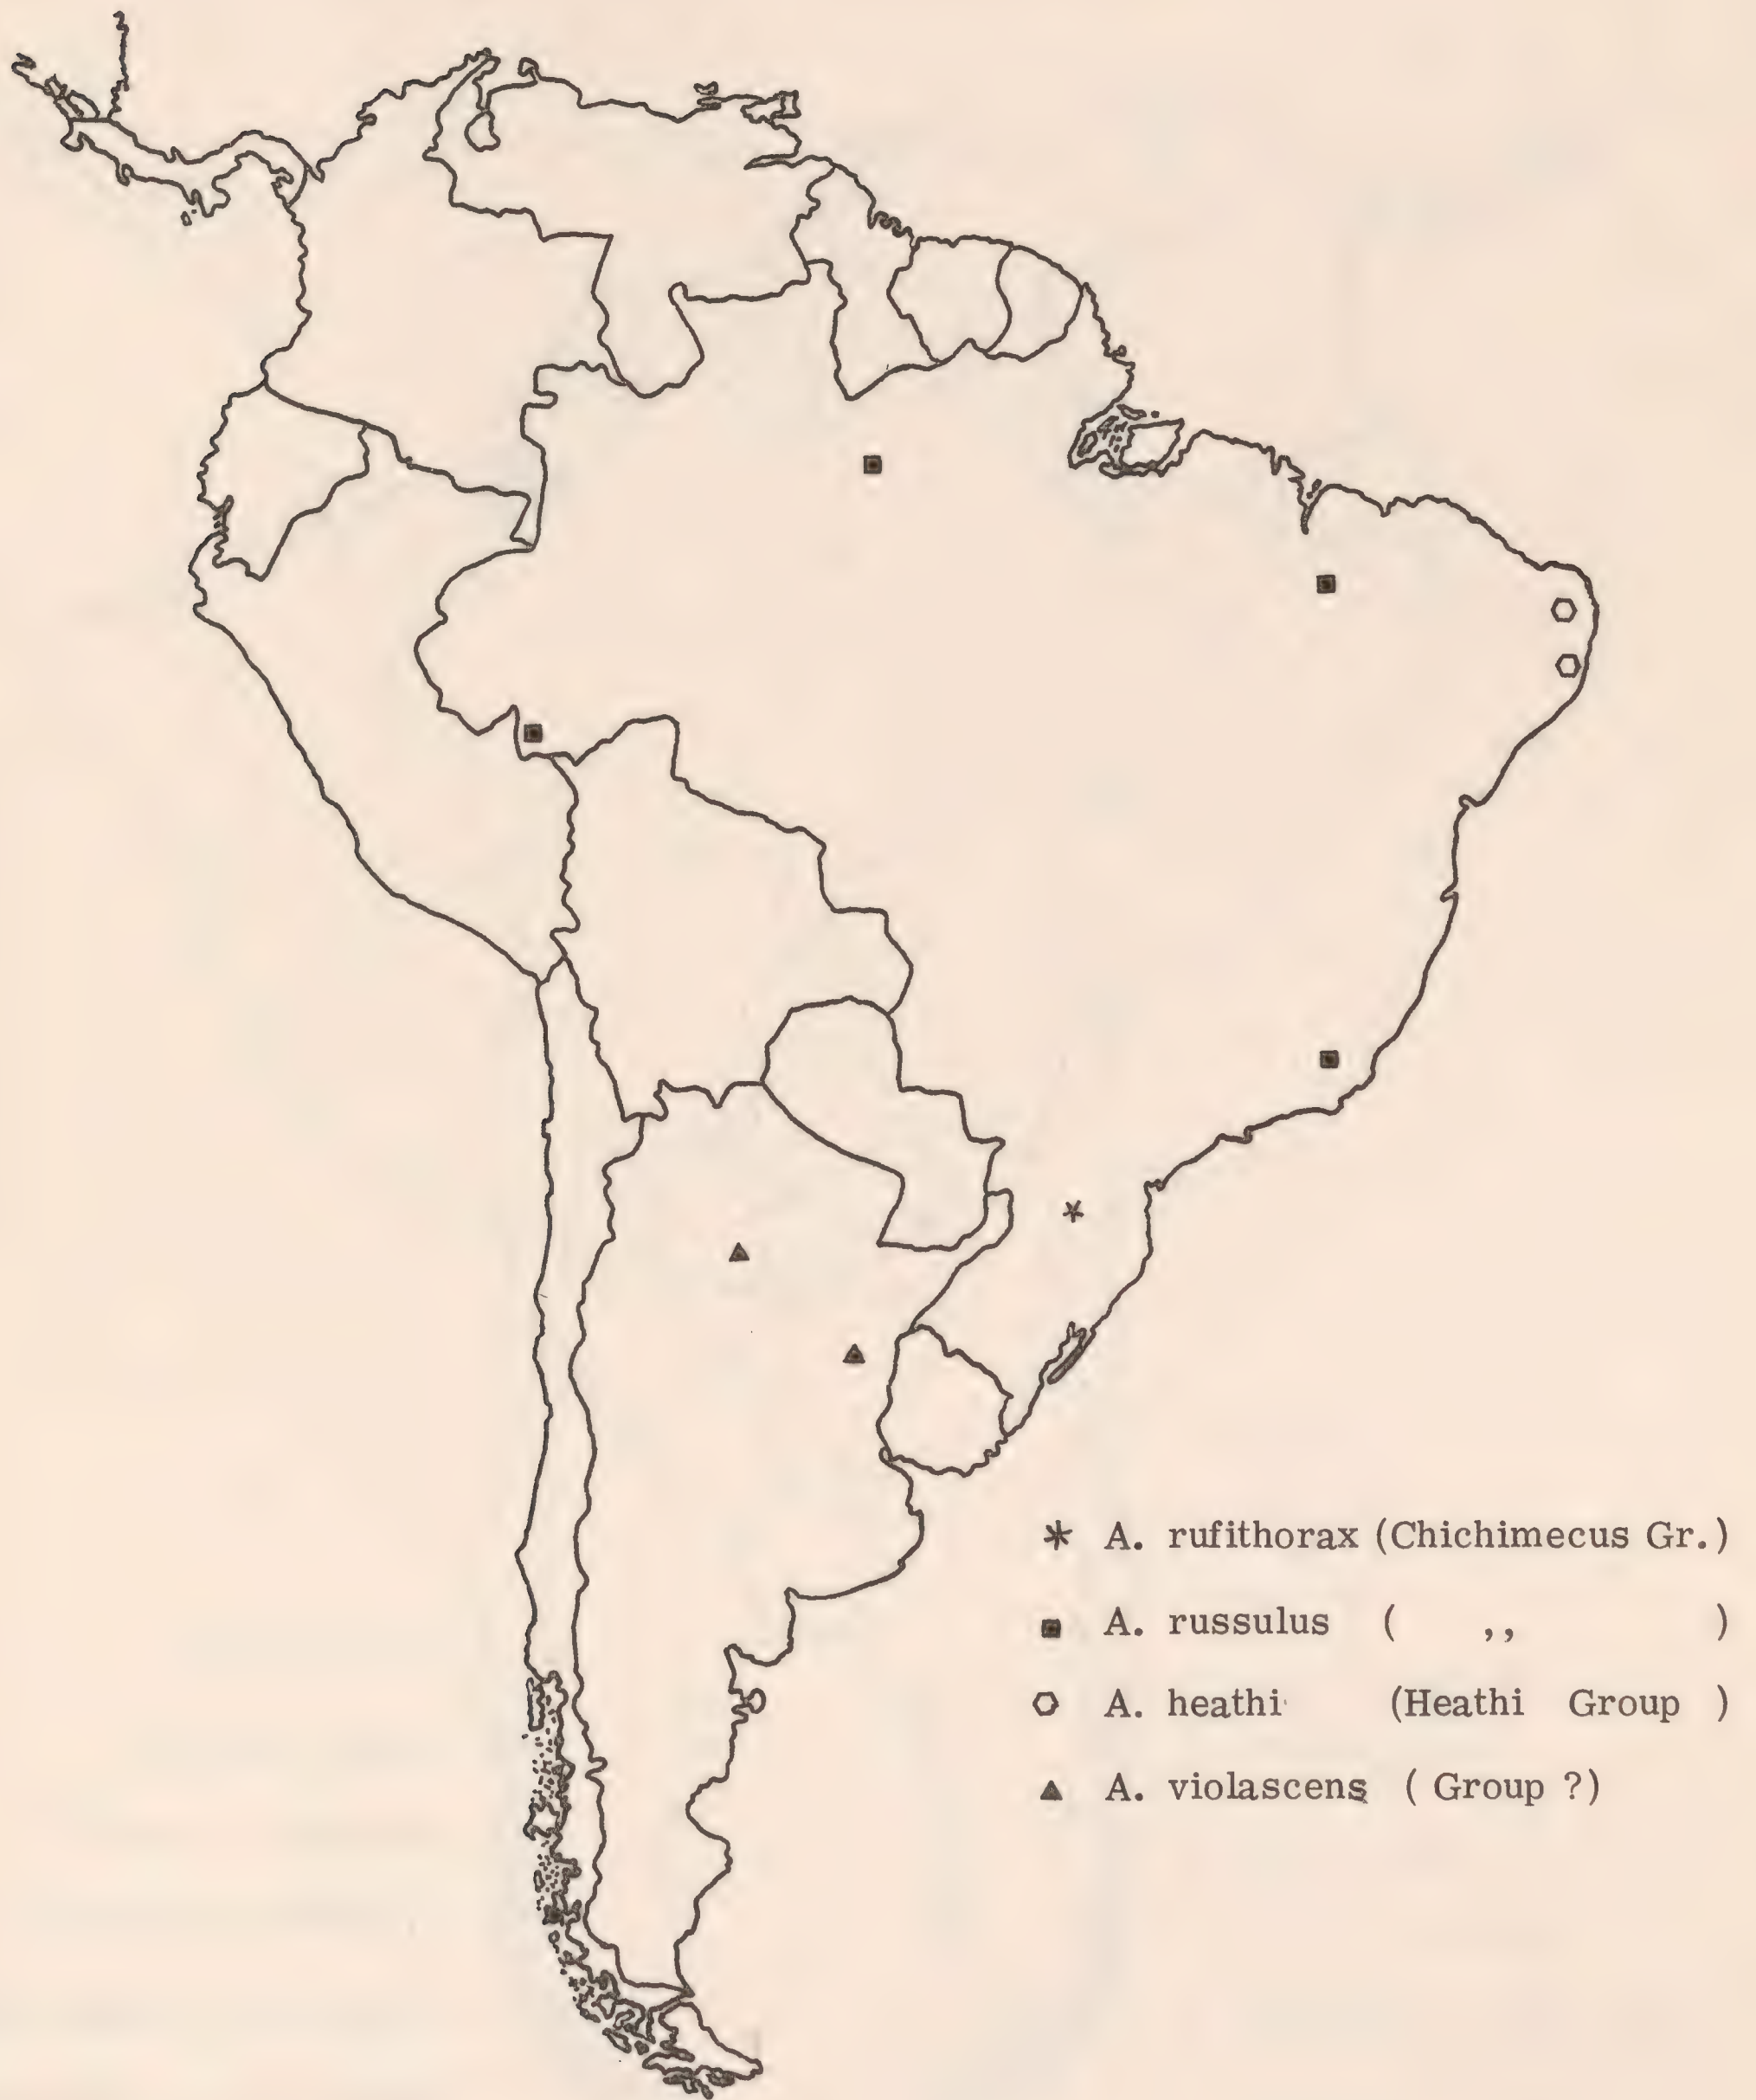 A. rufithorax (Chichimecus Gr.)
A. russulus ( ,, )
A. heathi (Heathi Group )
A. violascens ( Group ?)